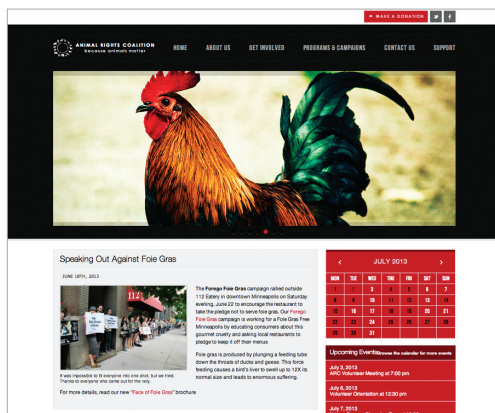 MAKE A DONATION
ANIMAL RIGHTS COALITION
because animals matter
HOME ABOUT US GET INVOLVED PROGRAMS & CAMPAIGNS CONTACT US SUPPORT
Speaking Out Against Foie Gras
JUNE 18TH, 2013
112
It was impossible to fit everyone into one shot, but we tried.
Thanks to everyone who came out for the rally.
The Forego Foie Gras campaign rallied outside
112 Eatery in downtown Minneapolis on Saturday
evening, June 22 to encourage the restaurant to
take the pledge not to serve foie gras. Our Forego
Foie Gras campaign is working for a Foie Gras Free
Minneapolis by educating consumers about this
gourmet cruelty and asking local restaurants to
pledge to keep it off their menus
Foie gras is produced by plunging a feeding tube
down the throats of ducks and geese. This force
feeding causes a bird's liver to swell up to 12X its
normal size and leads to enormous suffering.
For more details, read our new "Face of Foie Gras" brochure
< JULY 2013 >
MON TUE WED THU FRI SAT SUN
1 2 3 4 5 6 7
8 9 10 11 12 13 14
15 16 17 18 19 20 21
22 23 24 25 26 27 28
29 30 31
Upcoming Events Browse the calendar for more events
July 3, 2013
ARC Volunteer Meeting at 7:00 pm
July 6, 2013
Volunteer Orientation at 12:30 pm
July 7, 2013